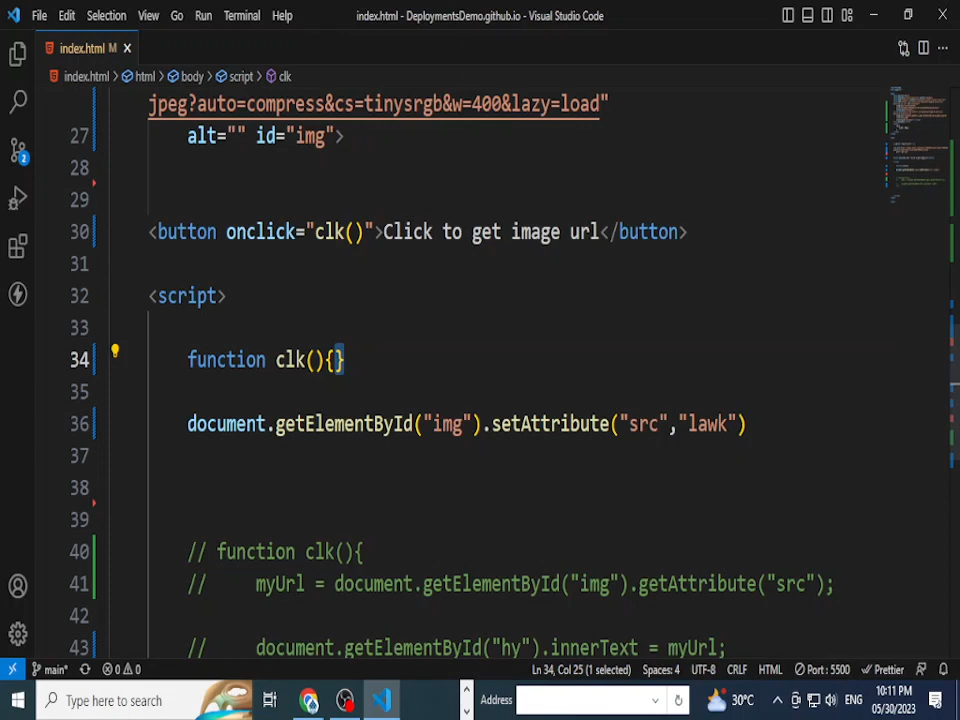 File Edit Selection View Go Run Terminal Help index.html - DeploymentsDemo.github.io - Visual Studio Code
index.html M
index.html > html > body > script > clk
jpeg?auto=compress&cs=tinysrgb&w=400&lazy=load"
27 alt="" id="img">
28
29
30 <button onclick="clk()">Click to get image url</button>
31
32 <script>
33
34 function clk(){}
35
36 document.getElementById("img").setAttribute("src","lawk")
37
38
39
40 // function clk(){
41 // myUrl = document.getElementById("img").getAttribute("src");
42
43 // document.getElementById("hy").innerText = myUrl;
2
main* 0 0 Ln 34, Col 25 (1 selected) Spaces: 4 UTF-8 CRLF HTML Port : 5500 Prettier
Type here to search Address 30°C ENG 10:11 PM
05/30/2023